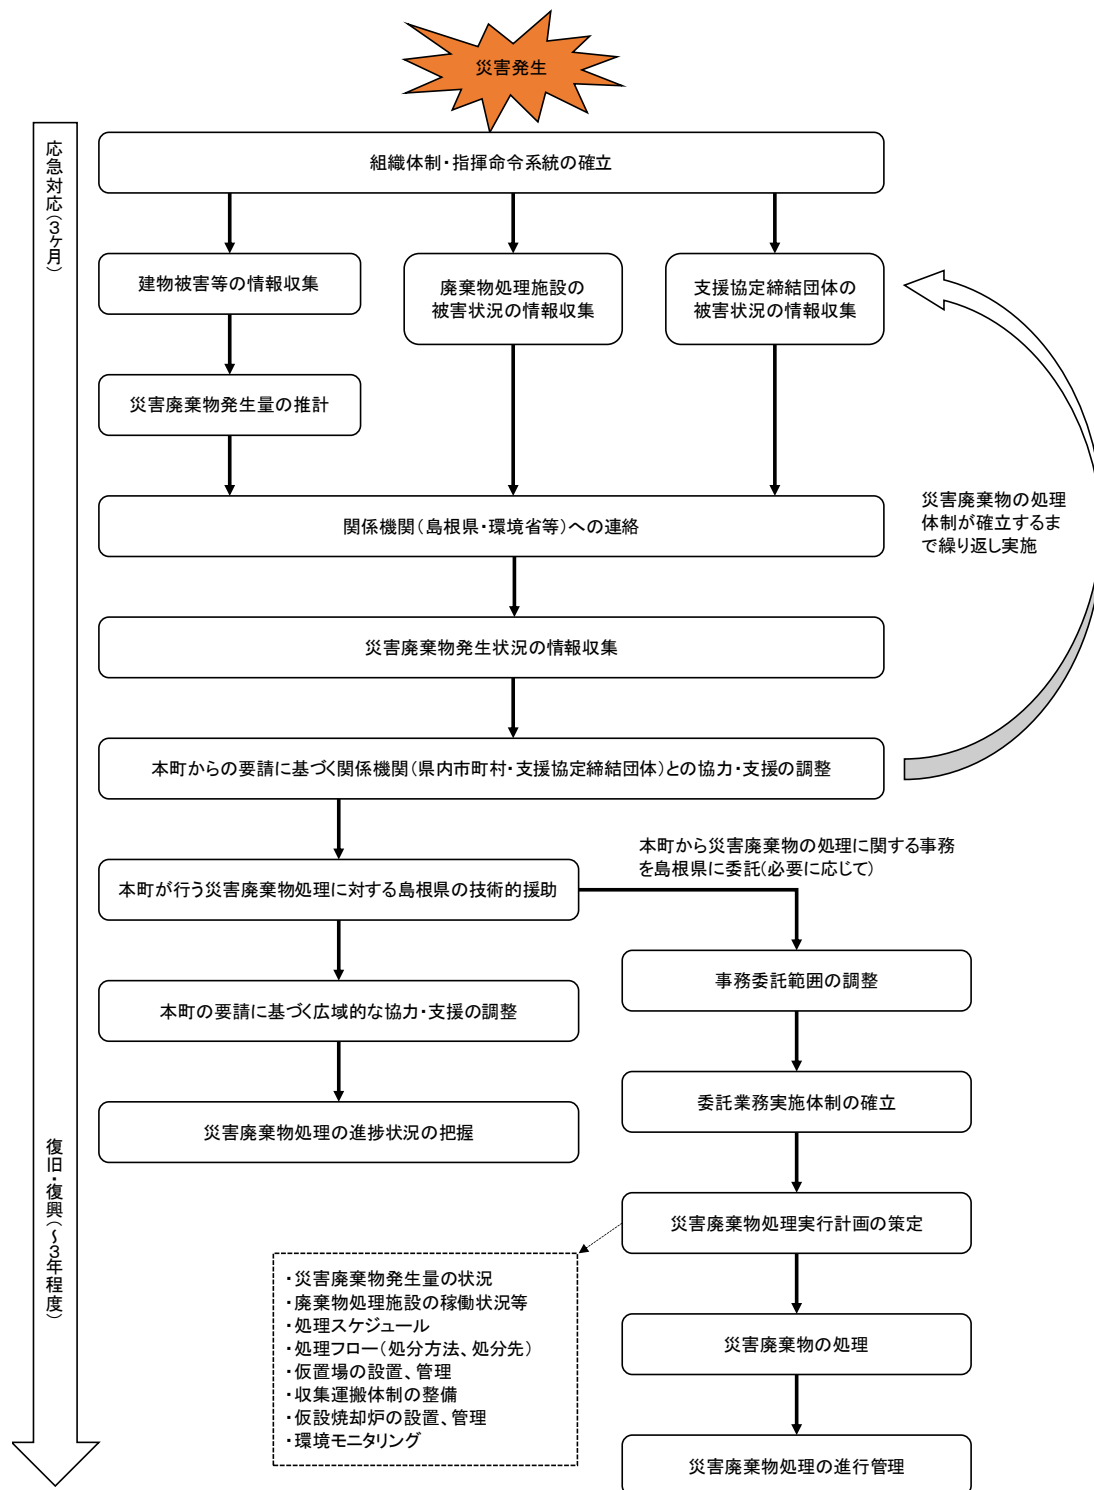 災害発生
応急対応(3ヶ月)
組織体制・指揮命令系統の確立
建物被害等の情報収集
廃棄物処理施設の
被害状況の情報収集
支援協定締結団体の
被害状況の情報収集
災害廃棄物発生量の推計
関係機関(島根県・環境省等)への連絡
災害廃棄物の処理
体制が確立するま
で繰り返し実施
災害廃棄物発生状況の情報収集
本町からの要請に基づく関係機関(県内市町村・支援協定締結団体)との協力・支援の調整
本町から災害廃棄物の処理に関する事務
を島根県に委託(必要に応じて)
本町が行う災害廃棄物処理に対する島根県の技術的援助
事務委託範囲の調整
本町の要請に基づく広域的な協力・支援の調整
委託業務実施体制の確立
災害廃棄物処理の進捗状況の把握
復旧・復興(～3年程度)
災害廃棄物処理実行計画の策定
・災害廃棄物発生量の状況
・廃棄物処理施設の稼働状況等
・処理スケジュール
・処理フロー(処分方法、処分先)
・仮置場の設置、管理
・収集運搬体制の整備
・仮設焼却炉の設置、管理
・環境モニタリング
災害廃棄物の処理
災害廃棄物処理の進行管理